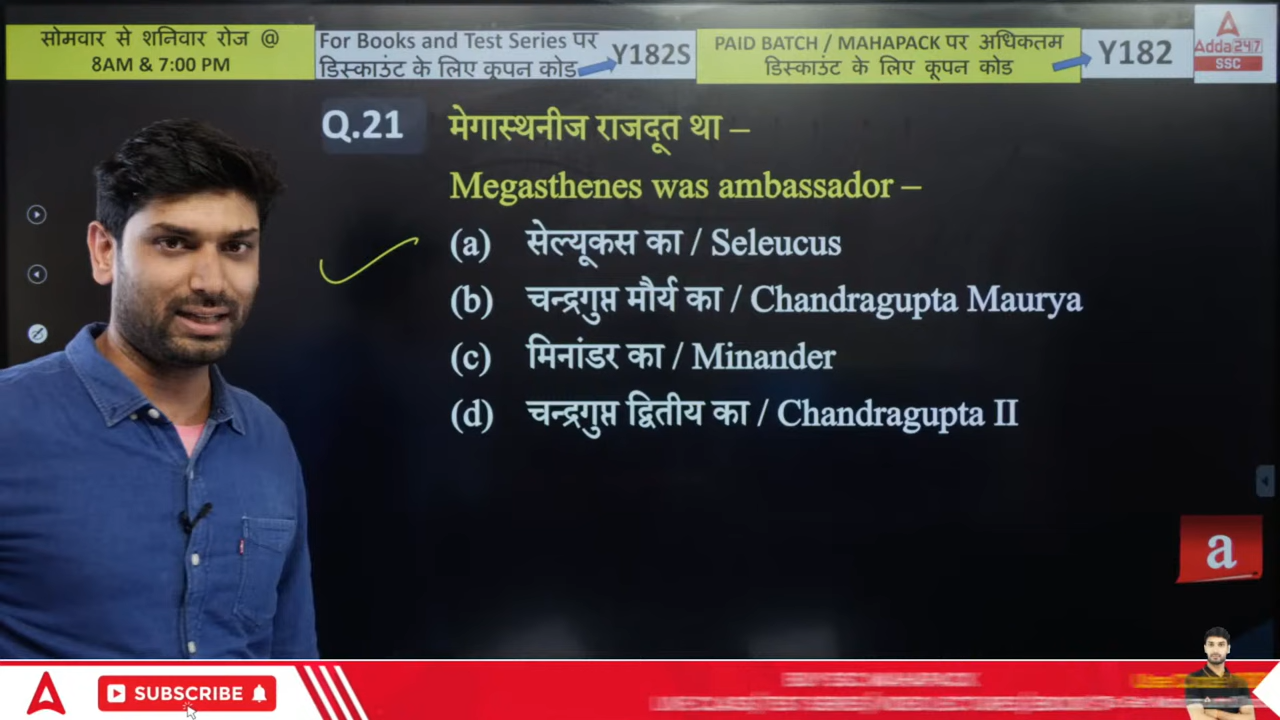 सोमवार से शनिवार रोज @
8AM & 7:00 PM
For Books and Test Series पर
डिस्काउंट के लिए कूपन कोड
Y182S
PAID BATCH / MAHAPACK पर अधिकतम
डिस्काउंट के लिए कूपन कोड
Y182
Adda247
SSC
Q.21 मेगास्थनीज राजदूत था –
Megasthenes was ambassador –
(a) सेल्यूकस का / Seleucus
(b) चन्द्रगुप्त मौर्य का / Chandragupta Maurya
(c) मिनांडर का / Minander
(d) चन्द्रगुप्त द्वितीय का / Chandragupta II
a
SUBSCRIBE